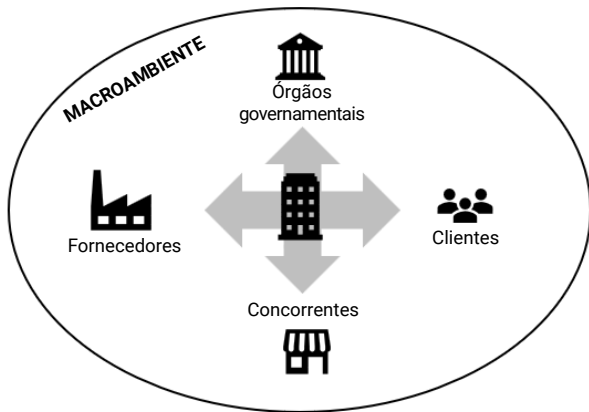 MACROAMBIENTE
Órgãos
governamentais
Fornecedores
Clientes
Concorrentes